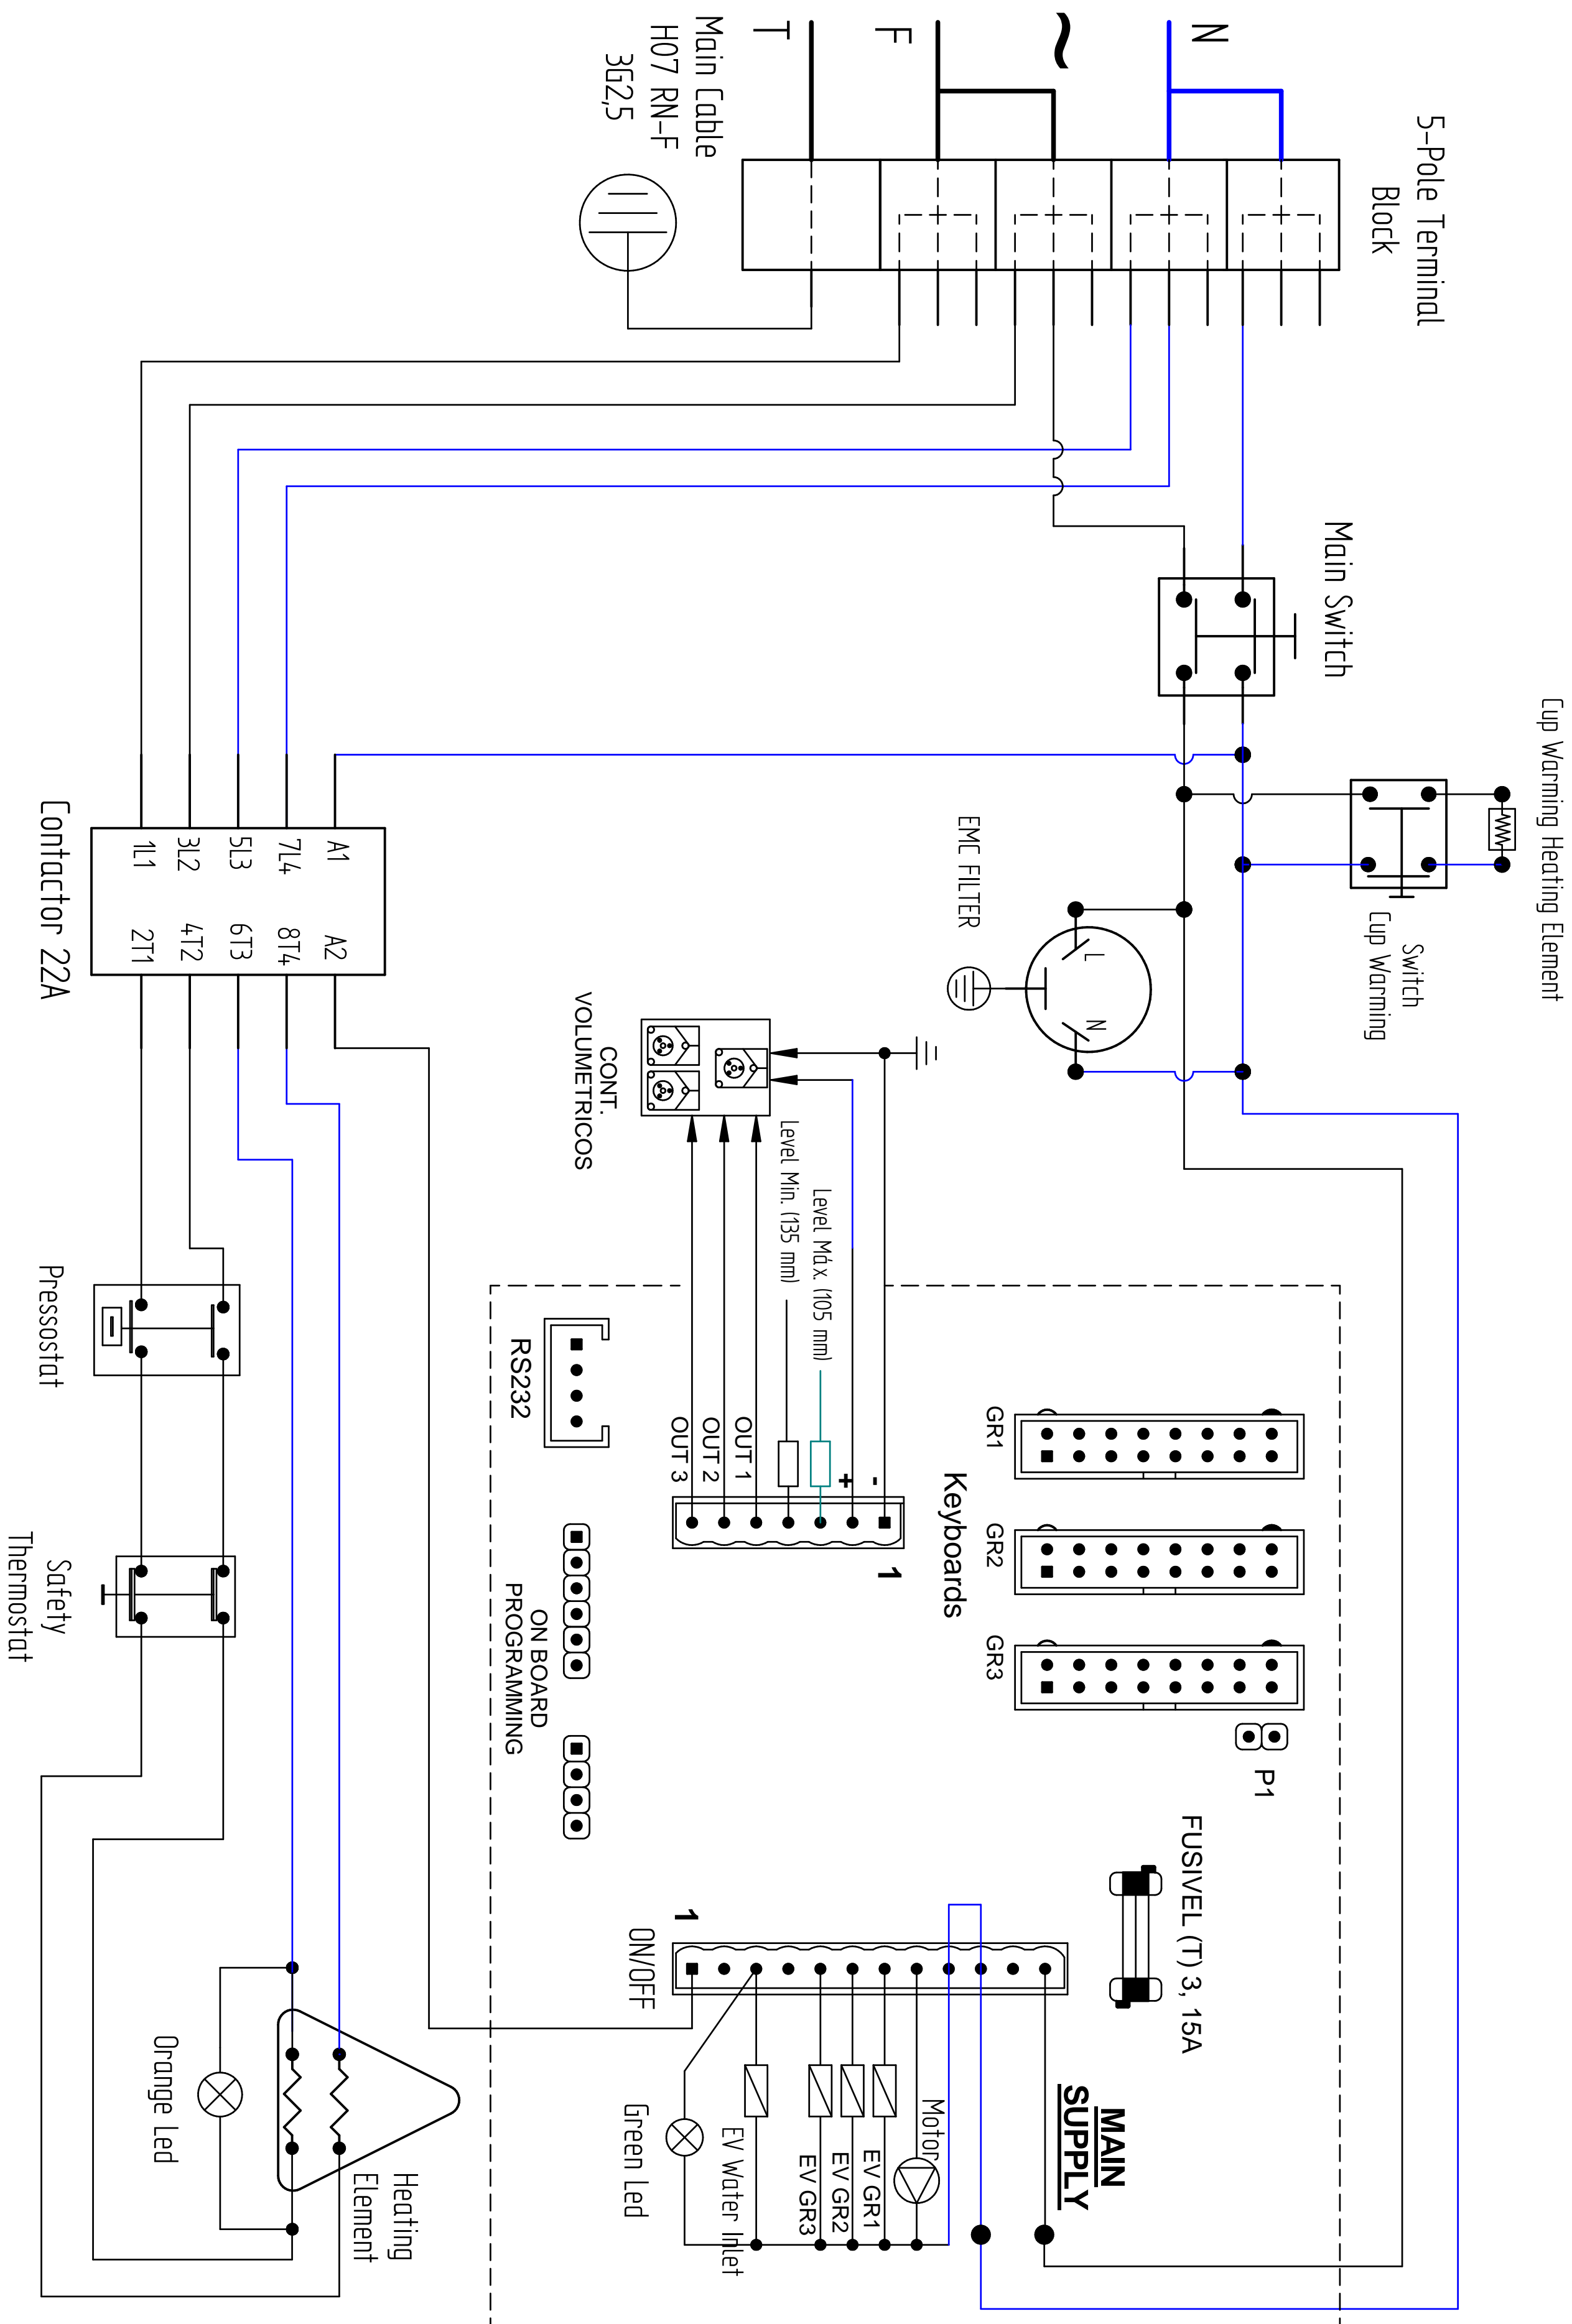 5-Pole Terminal
Block
N
~
F
T
Main Cable
H07 RN-F
3G2,5
Main Switch
Cup Warming Heating Element
Switch
Cup Warming
EMC FILTER
L
N
A1
7L4
5L3
3L2
1L1
A2
8T4
6T3
4T2
2T1
Contactor 22A
CONT.
VOLUMETRICOS
Level Máx. (105 mm)
Level Min. (135 mm)
-
+
OUT 1
OUT 2
OUT 3
1
RS232
Keyboards
GR1
GR2
GR3
P1
FUSIVEL (T) 3, 15A
ON BOARD
PROGRAMMING
Pressostat
Safety
Thermostat
1
ON/OFF
MAIN
SUPPLY
Motor
EV GR1
EV GR2
EV GR3
EV Water Inlet
Green Led
Heating
Element
Orange Led